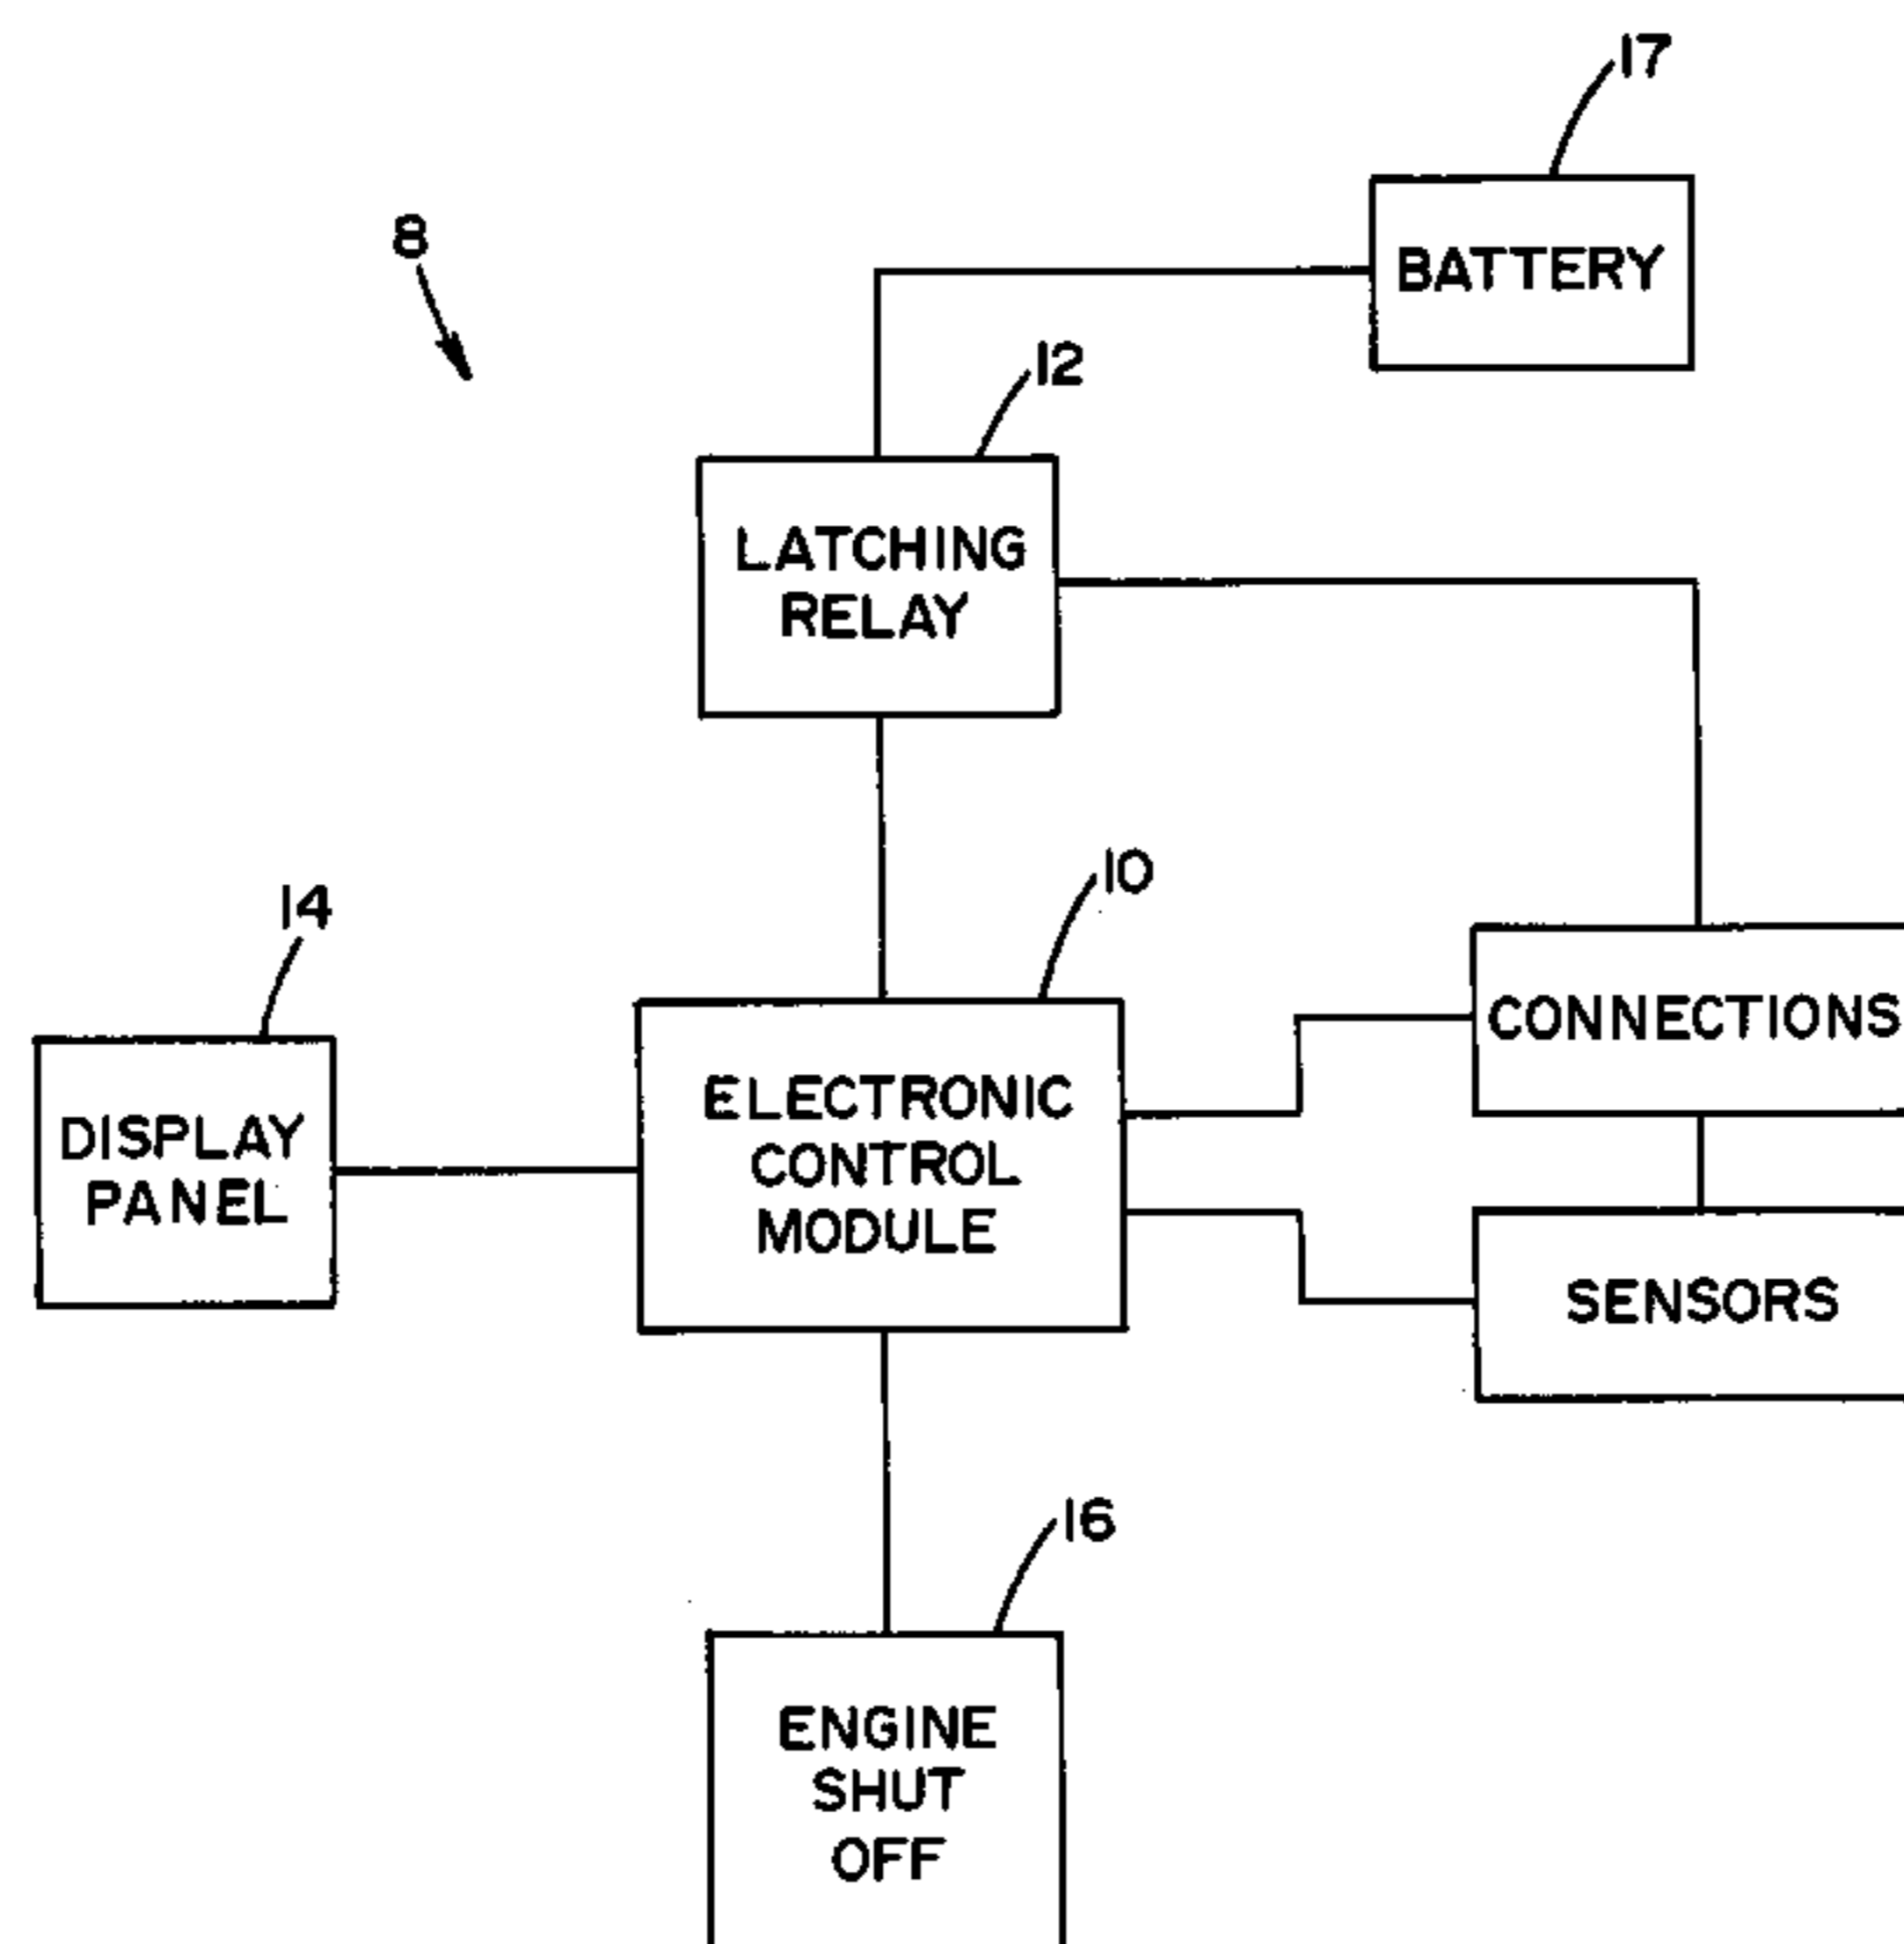 17
8
BATTERY
12
LATCHING
RELAY
10
14
CONNECTIONS
ELECTRONIC
CONTROL
MODULE
DISPLAY
PANEL
SENSORS
16
ENGINE
SHUT
OFF